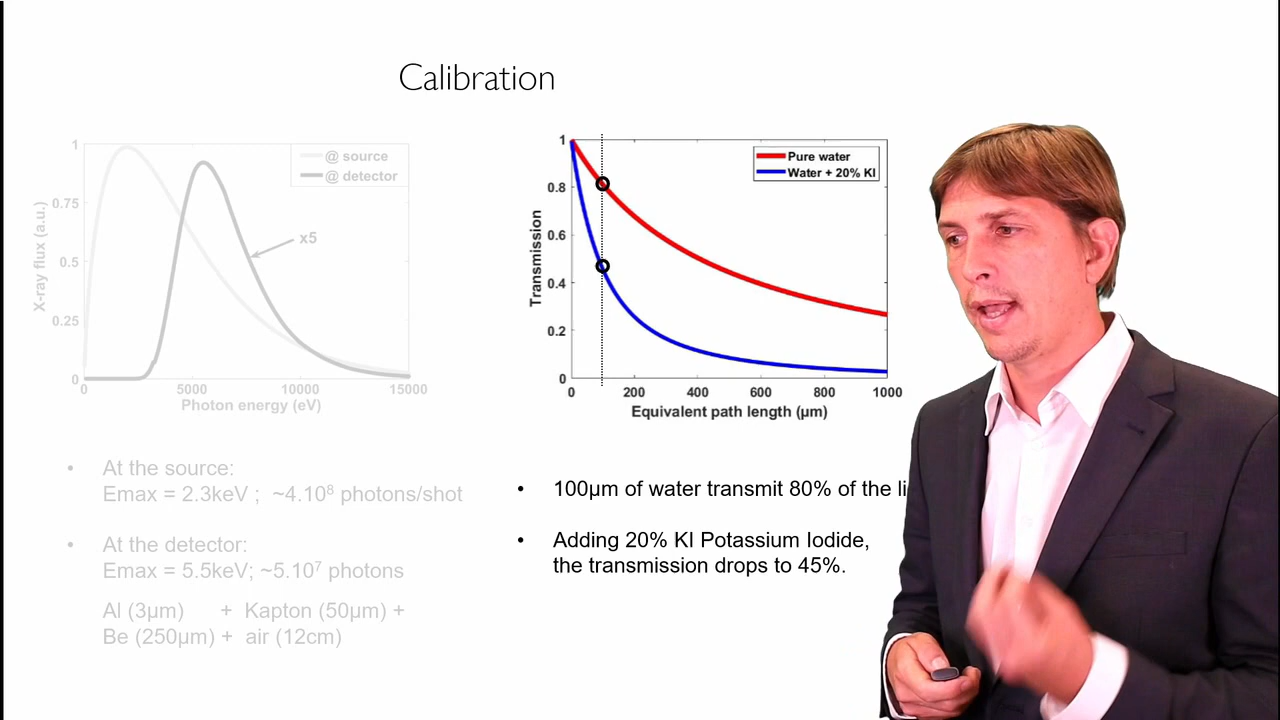 Calibration
1
0.75
0.5
0.25
0
X-ray flux (a.u.)
@ source
@ detector
x5
0
5000
10000
15000
Photon energy (eV)
1
0.8
0.6
0.4
0.2
0
Transmission
Pure water
Water + 20% KI
0
200
400
600
800
1000
Equivalent path length (µm)
• At the source:
Emax = 2.3keV ; ~4.10⁸ photons/shot
• At the detector:
Emax = 5.5keV; ~5.10⁷ photons
Al (3µm) + Kapton (50µm) +
Be (250µm) + air (12cm)
• 100µm of water transmit 80% of the li
• Adding 20% KI Potassium Iodide,
the transmission drops to 45%.